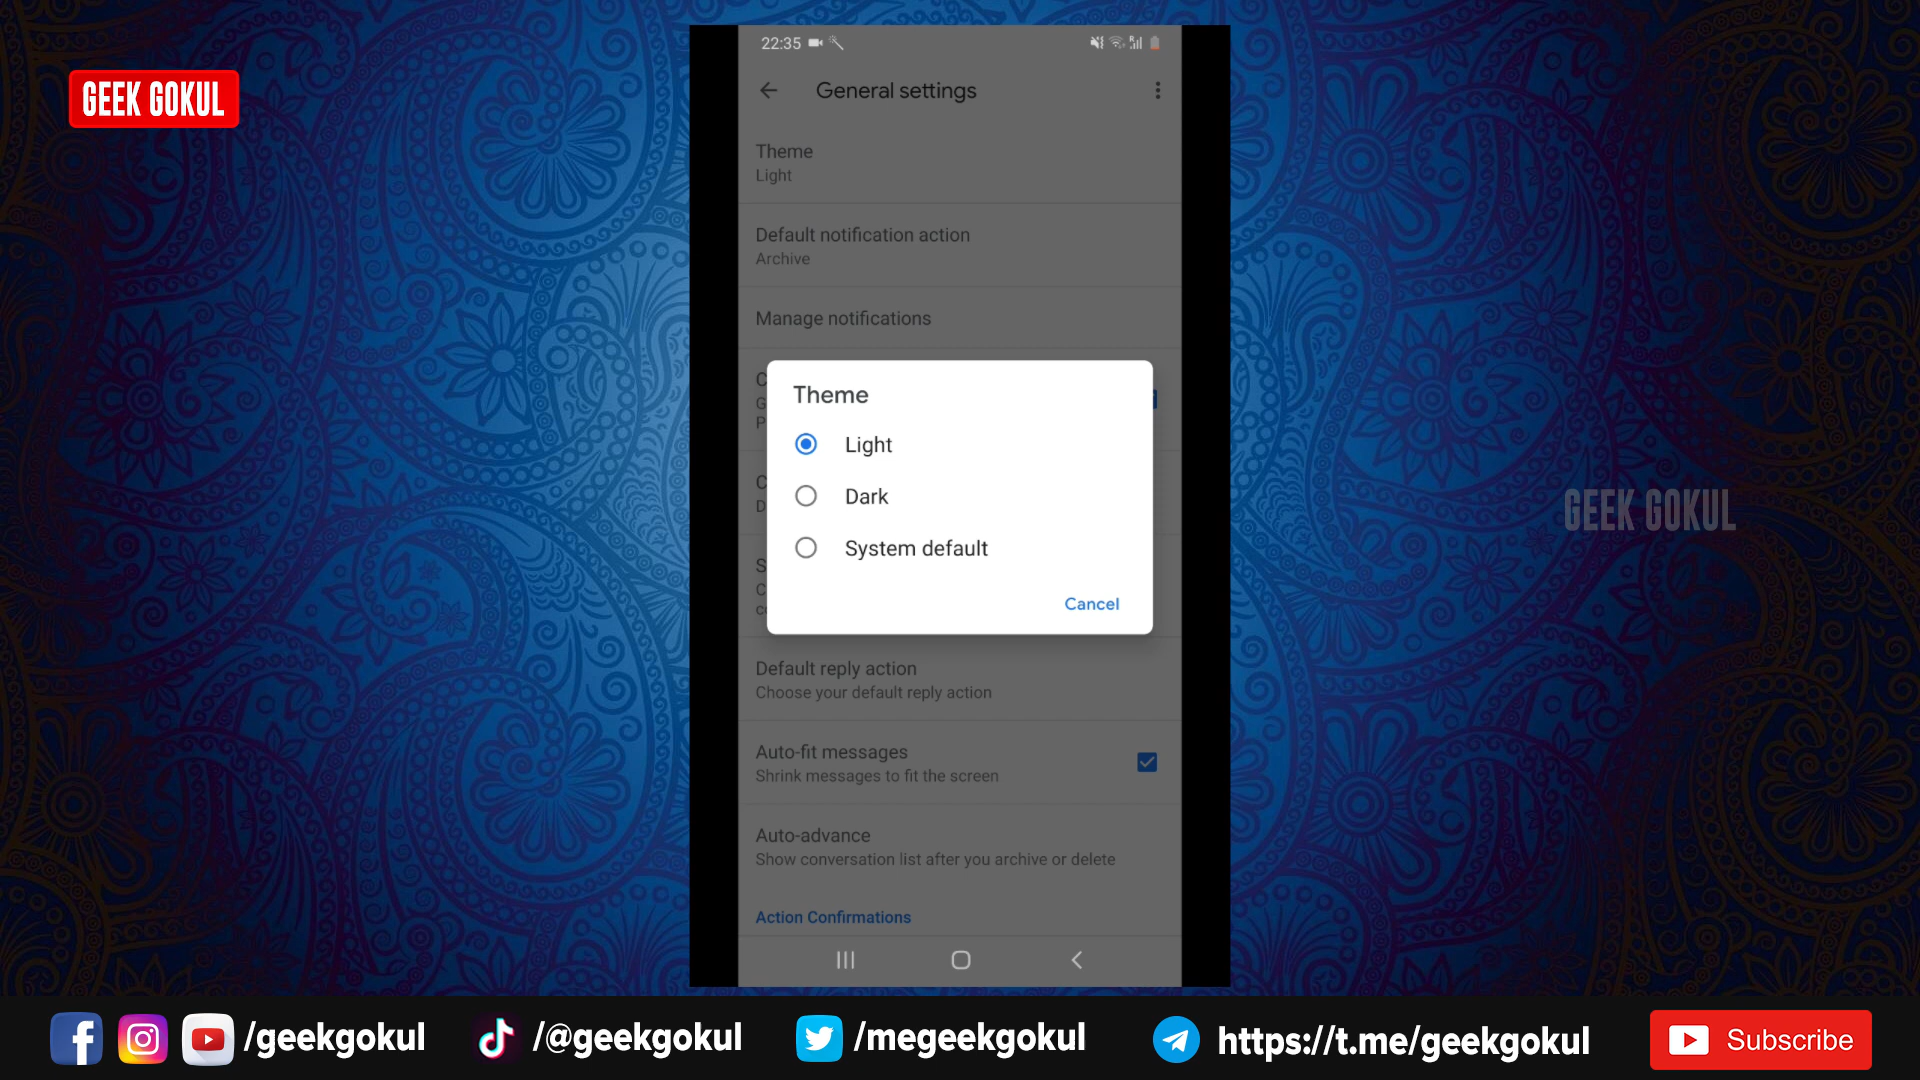 GEEK GOKUL
22:35
General settings
Theme
Light
Default notification action
Archive
Manage notifications
Theme
Light
Dark
System default
Cancel
Default reply action
Choose your default reply action
Auto-fit messages
Shrink messages to fit the screen
Auto-advance
Show conversation list after you archive or delete
Action Confirmations
GEEK GOKUL
/geekgokul
/@geekgokul
/megeekgokul
https://t.me/geekgokul
Subscribe